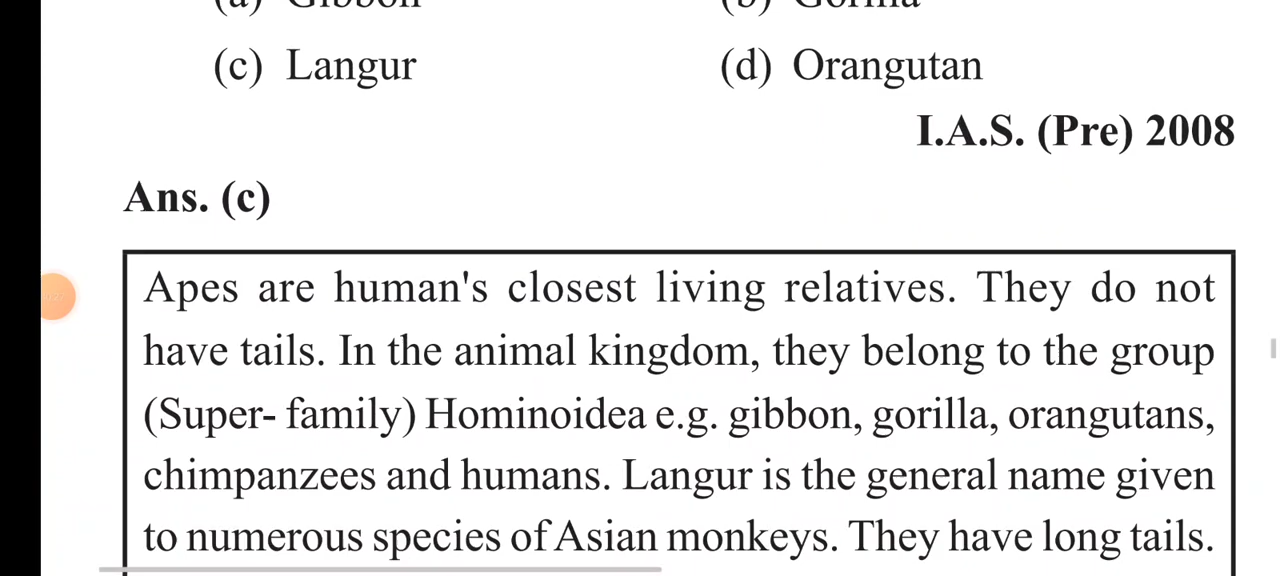 (a) Gibbon (b) Gorilla
(c) Langur (d) Orangutan
I.A.S. (Pre) 2008
Ans. (c)
Apes are human's closest living relatives. They do not
have tails. In the animal kingdom, they belong to the group
(Super- family) Hominoidea e.g. gibbon, gorilla, orangutans,
chimpanzees and humans. Langur is the general name given
to numerous species of Asian monkeys. They have long tails.